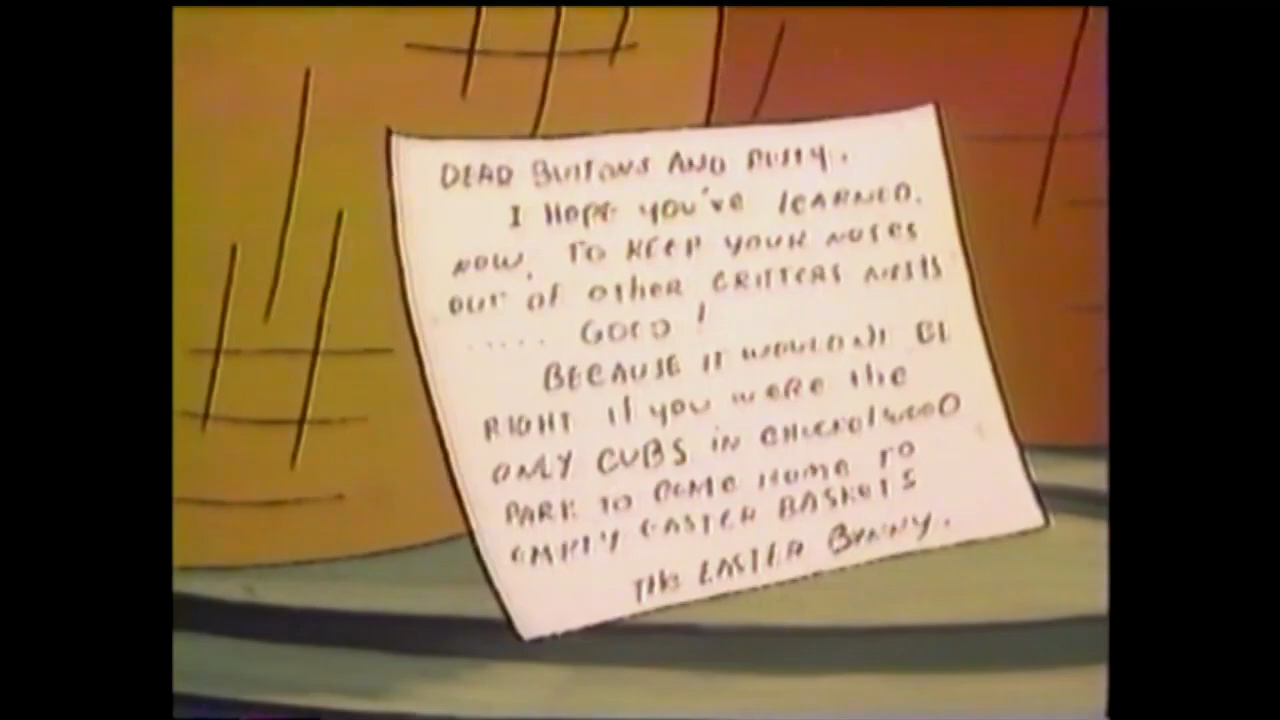 DEAR BUTTONS AND RUSTY.
I HOPE YOU'VE LEARNED,
NOW, TO KEEP YOUR NOSES
OUT OF OTHER CRITTERS NESTS
..... GOOD!
BECAUSE IT WOULDNT BE
RIGHT If you WERE the
ONLY CUBS iN CHUCKLEWOOD
PARK TO COME HOME TO
EMPTY EASTER BASKETS
THE EASTER BUNNY.